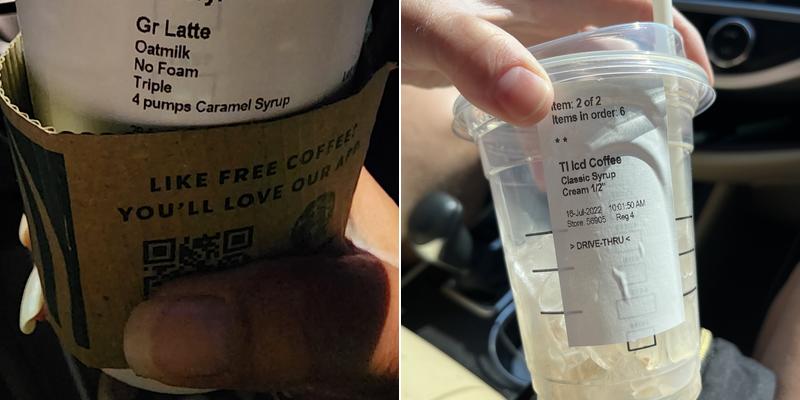 Gr Latte
Oatmilk
No Foam
Triple
4 pumps Caramel Syrup
LIKE FREE COFFEE?
YOU'LL LOVE OUR APP
Item: 2 of 2
Items in order: 6
* *
Tl Icd Coffee
Classic Syrup
Cream 1/2"
16-Jul-2022 10:01:50 AM
Store: 56905 Reg 4
> DRIVE-THRU <